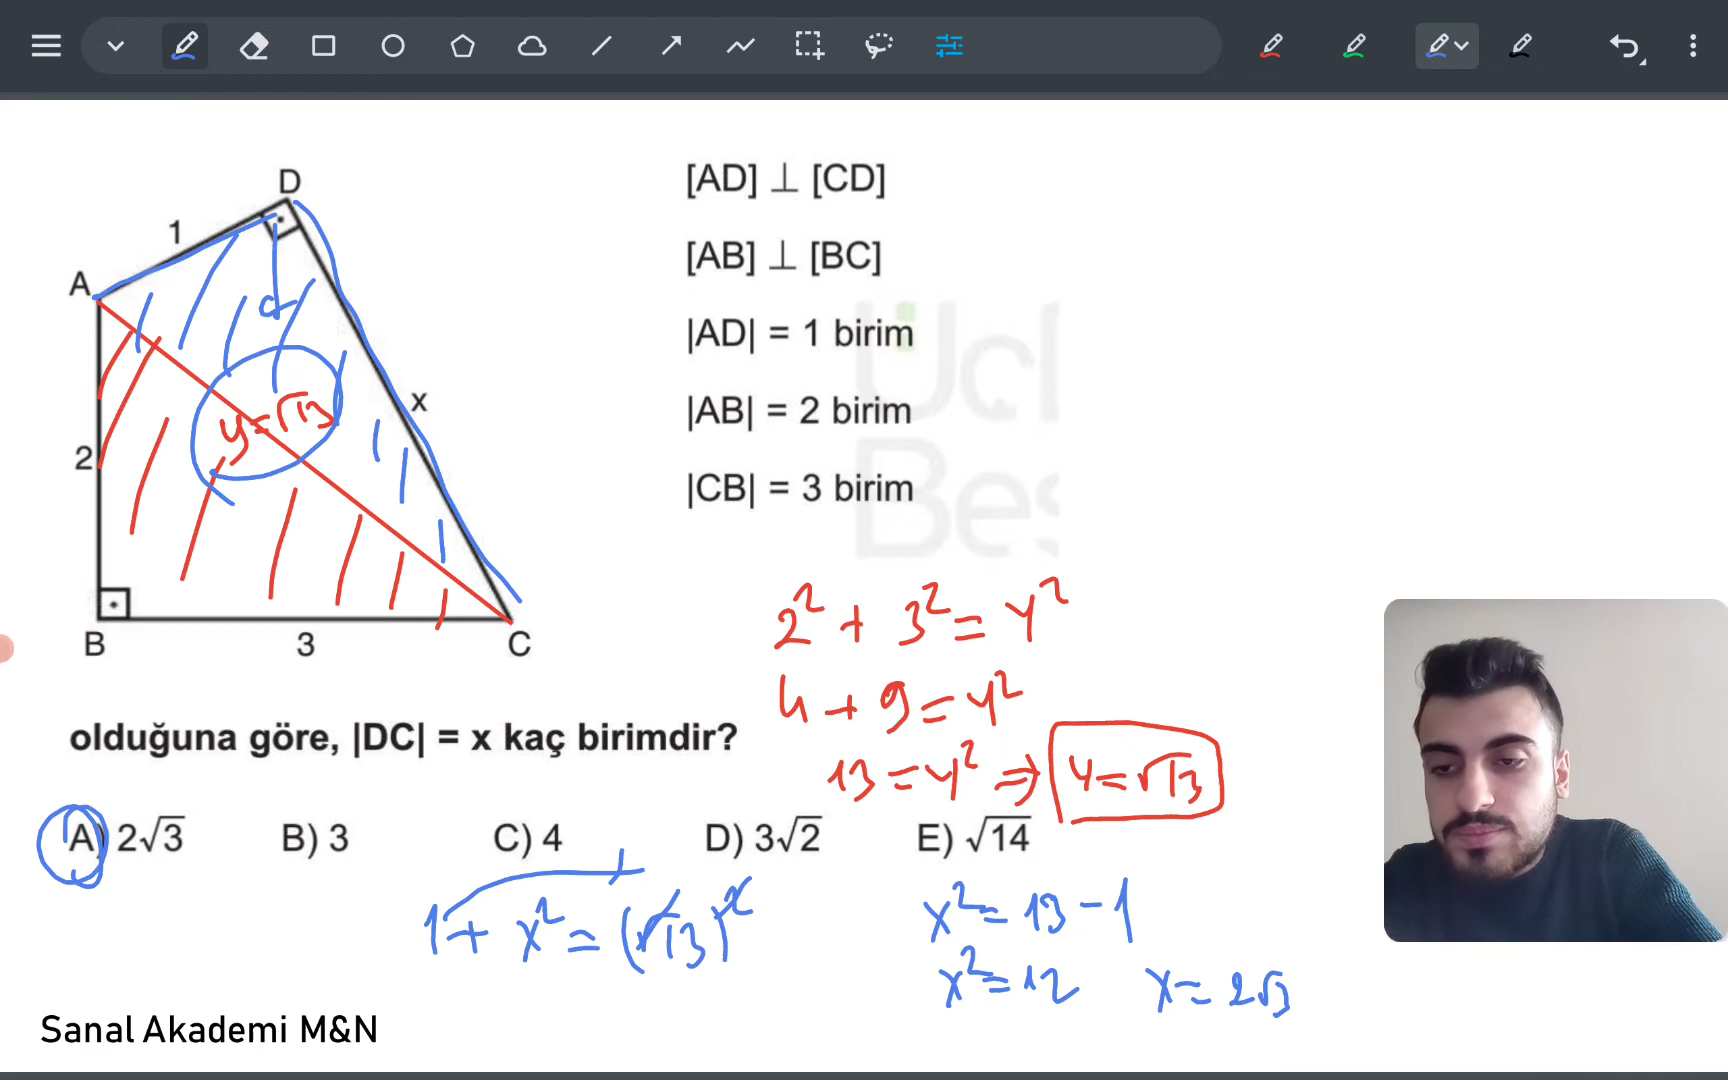 D
1
A
x
2
y=√13
B
3
C
[AD] ⊥ [CD]
[AB] ⊥ [BC]
|AD| = 1 birim
|AB| = 2 birim
|CB| = 3 birim
Ucl
Bes
2² + 3² = y²
4 + 9 = y²
13 = y² ⇒ y = √13
olduğuna göre, |DC| = x kaç birimdir?
A) 2√3 B) 3 C) 4 D) 3√2 E) √14
1 + x² = (√13)²
x² = 13 - 1
x² = 12 x = 2√3
Sanal Akademi M&N